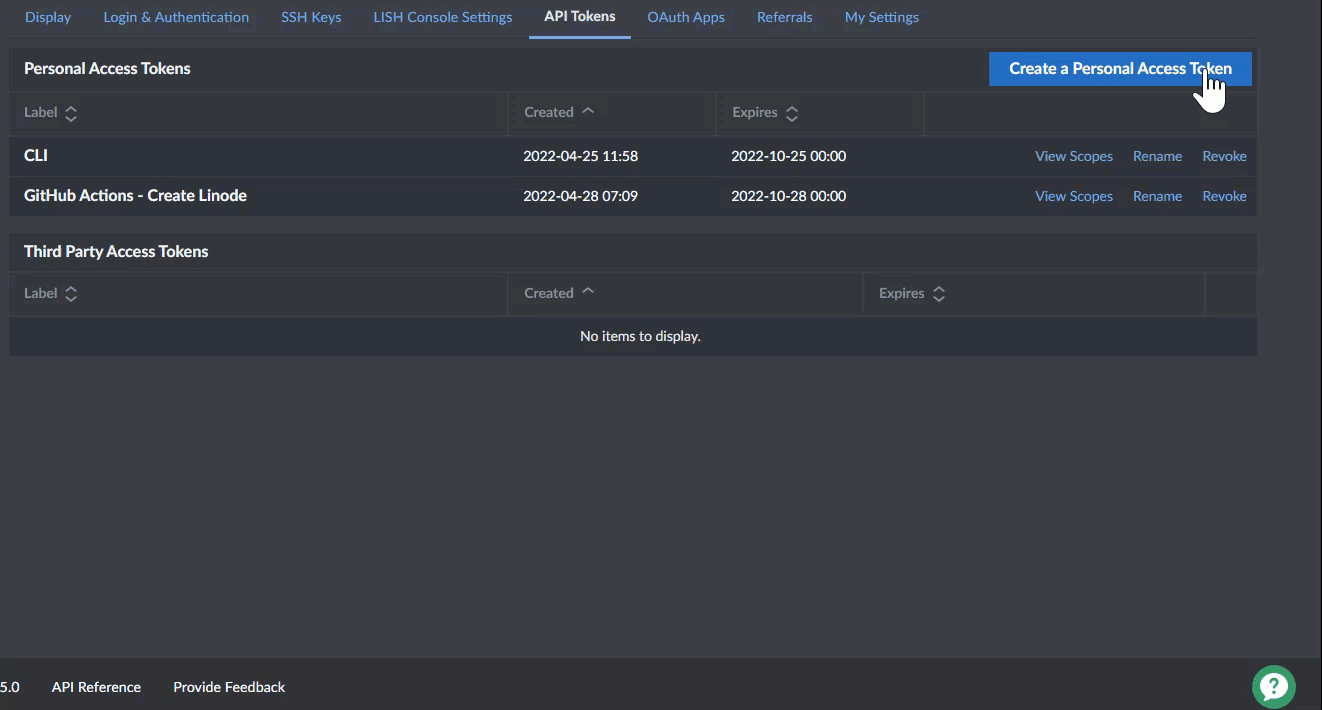 Display Login & Authentication SSH Keys LISH Console Settings API Tokens OAuth Apps Referrals My Settings
Personal Access Tokens Create a Personal Access Token
Label Created Expires
CLI 2022-04-25 11:58 2022-10-25 00:00 View Scopes Rename Revoke
GitHub Actions - Create Linode 2022-04-28 07:09 2022-10-28 00:00 View Scopes Rename Revoke
Third Party Access Tokens
Label Created Expires
No items to display.
5.0 API Reference Provide Feedback
?